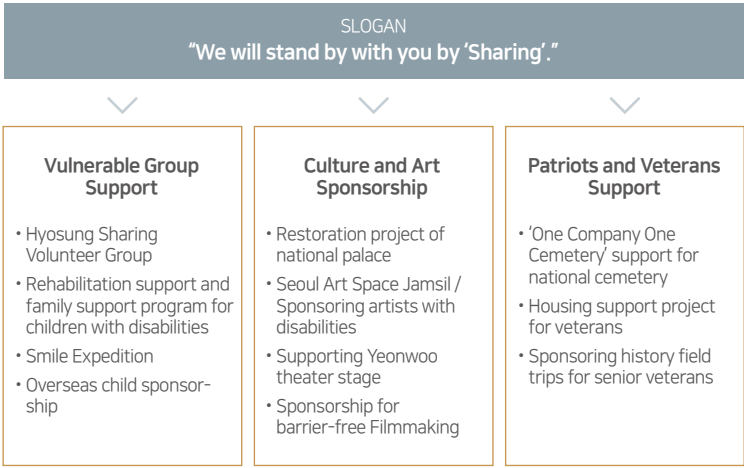 SLOGAN
“We will stand by with you by ‘Sharing’.”
Vulnerable Group
Support
• Hyosung Sharing
Volunteer Group
• Rehabilitation support and
family support program for
children with disabilities
• Smile Expedition
• Overseas child sponsor-
ship
Culture and Art
Sponsorship
• Restoration project of
national palace
• Seoul Art Space Jamsil /
Sponsoring artists with
disabilities
• Supporting Yeonwoo
theater stage
• Sponsorship for
barrier-free Filmmaking
Patriots and Veterans
Support
• ‘One Company One
Cemetery’ support for
national cemetery
• Housing support project
for veterans
• Sponsoring history field
trips for senior veterans